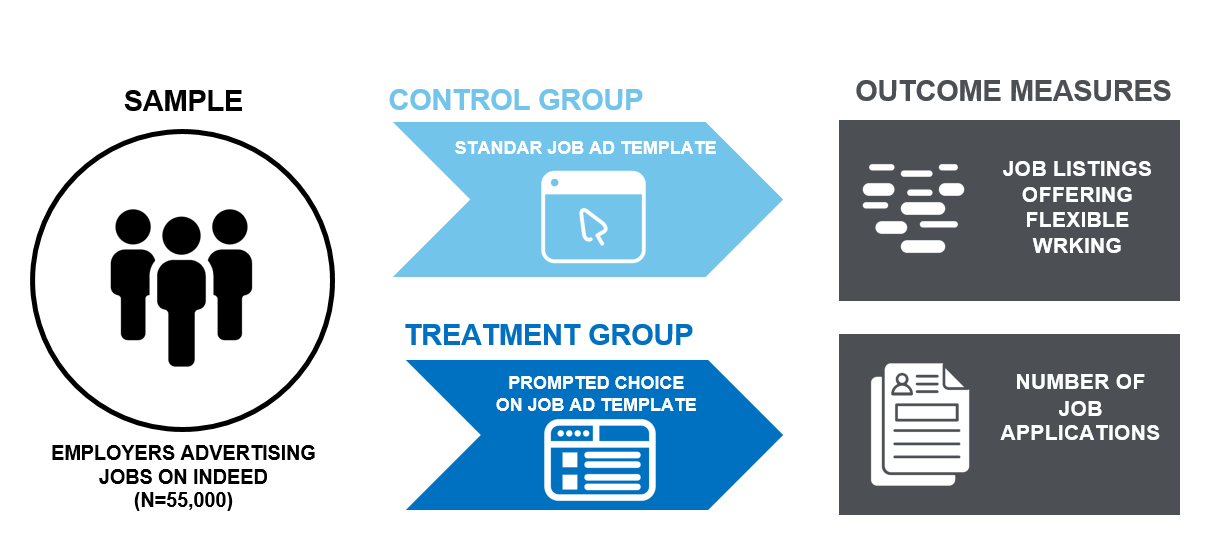 SAMPLE
EMPLOYERS ADVERTISING
JOBS ON INDEED
(N=55,000)
CONTROL GROUP
STANDAR JOB AD TEMPLATE
TREATMENT GROUP
PROMPTED CHOICE
ON JOB AD TEMPLATE
OUTCOME MEASURES
JOB LISTINGS
OFFERING
FLEXIBLE
WRKING
NUMBER OF
JOB
APPLICATIONS